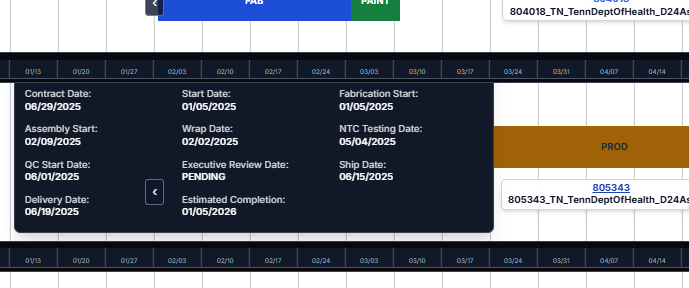 FAB
PAINT
804018
804018_TN_TennDeptOfHealth_D24As
01/13 01/20 01/27 02/03 02/10 02/17 02/24 03/03 03/10 03/17 03/24 03/31 04/07 04/14
Contract Date: Start Date: Fabrication Start:
06/29/2025 01/05/2025 01/05/2025
Assembly Start: Wrap Date: NTC Testing Date:
02/09/2025 02/02/2025 05/04/2025
PROD
QC Start Date: Executive Review Date: Ship Date:
06/01/2025 PENDING 06/15/2025
805343
805343_TN_TennDeptOfHealth_D24As
Delivery Date: Estimated Completion:
06/19/2025 01/05/2026
01/13 01/20 01/27 02/03 02/10 02/17 02/24 03/03 03/10 03/17 03/24 03/31 04/07 04/14